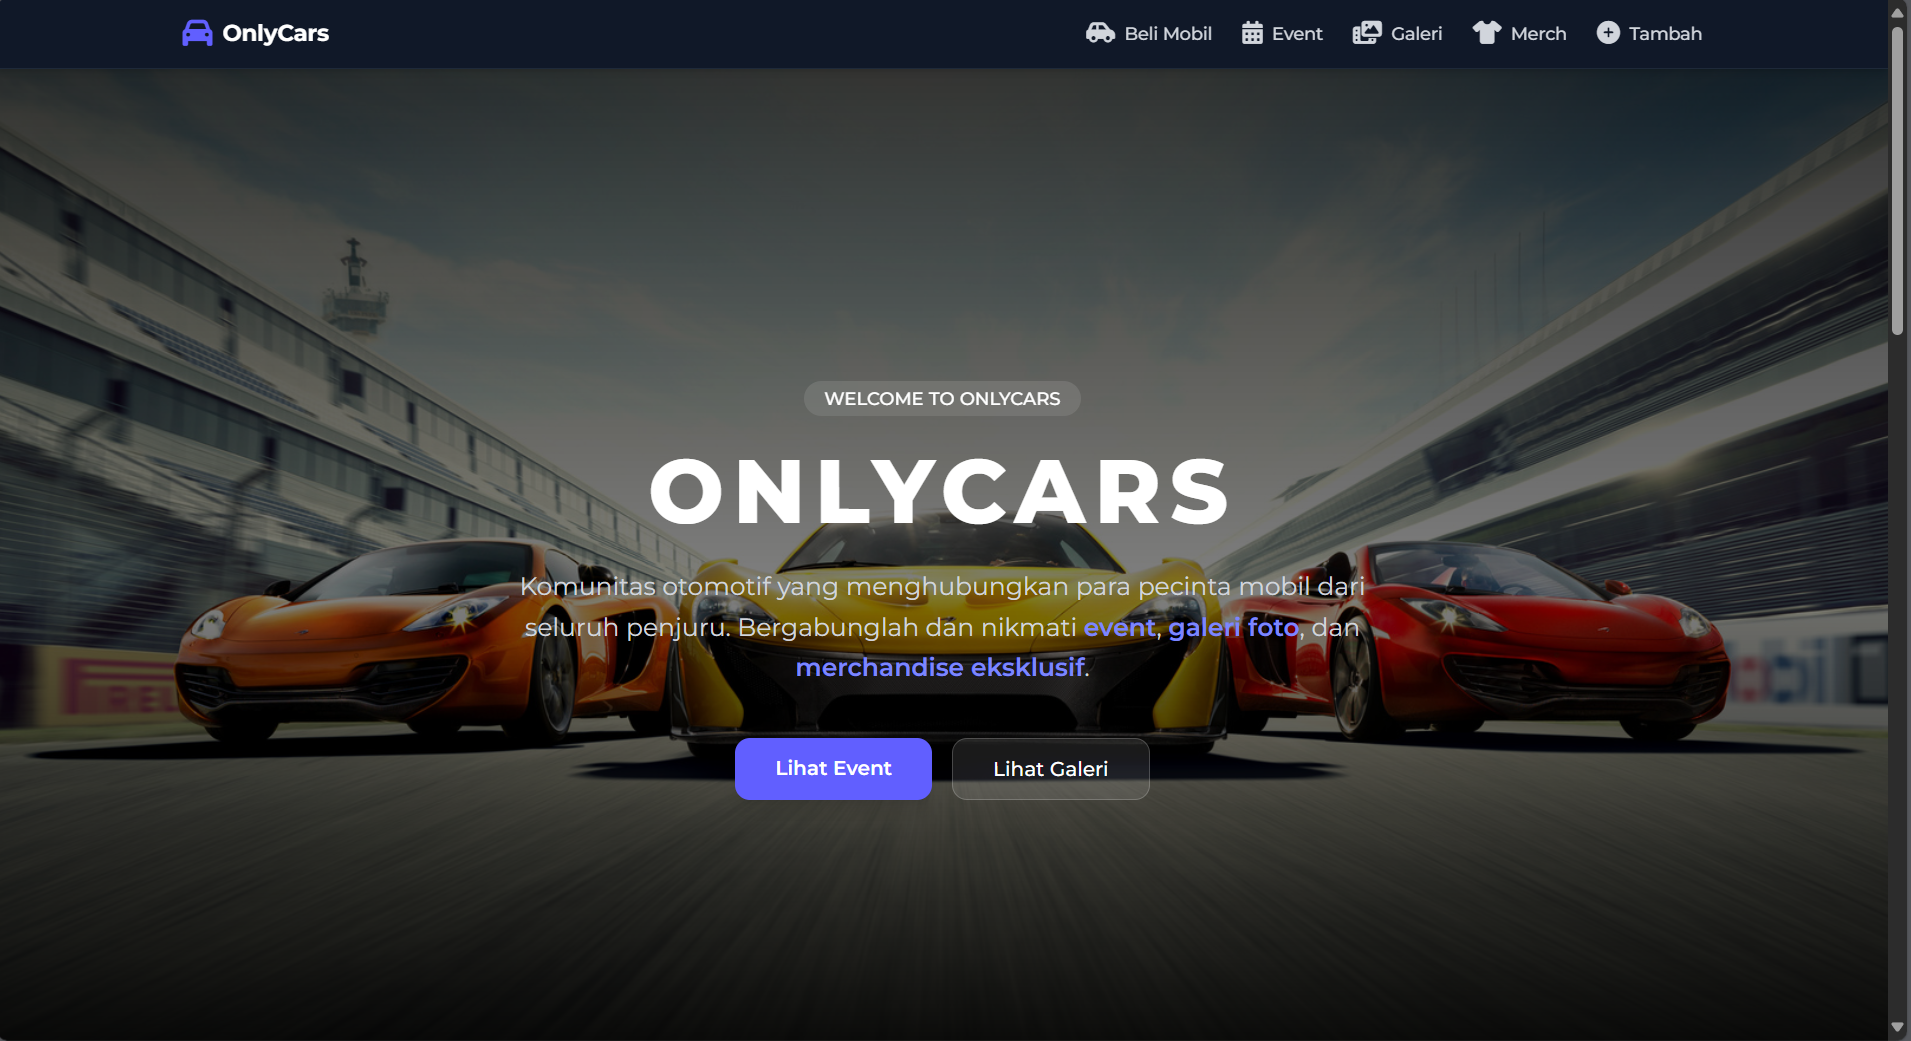 OnlyCars
Beli Mobil
Event
Galeri
Merch
Tambah
WELCOME TO ONLYCARS
ONLYCARS
Komunitas otomotif yang menghubungkan para pecinta mobil dari
seluruh penjuru. Bergabunglah dan nikmati event, galeri foto, dan
merchandise eksklusif.
Lihat Event
Lihat Galeri